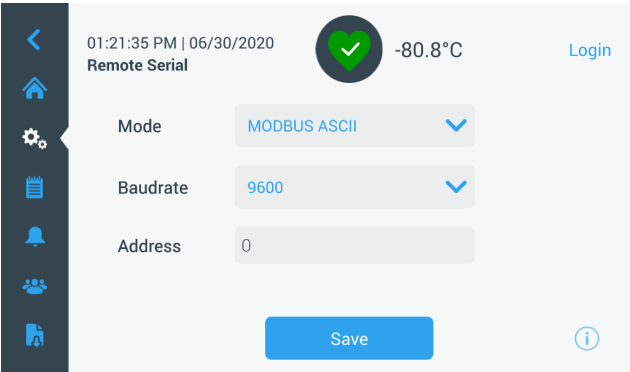 01:21:35 PM | 06/30/2020
Remote Serial
-80.8°C
Login
Mode
MODBUS ASCII
Baudrate
9600
Address
0
Save
i